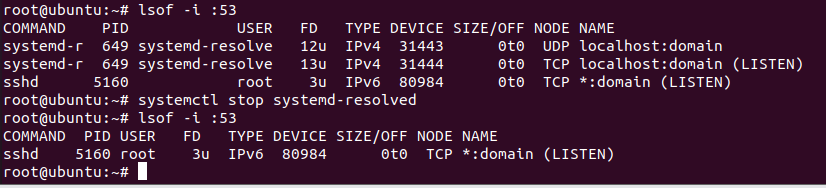 root@ubuntu:~# lsof -i :53
COMMAND    PID            USER   FD   TYPE DEVICE SIZE/OFF NODE NAME
systemd-r  649 systemd-resolve   12u  IPv4  31443      0t0  UDP localhost:domain
systemd-r  649 systemd-resolve   13u  IPv4  31444      0t0  TCP localhost:domain (LISTEN)
sshd      5160            root    3u  IPv6  80984      0t0  TCP *:domain (LISTEN)
root@ubuntu:~# systemctl stop systemd-resolved
root@ubuntu:~# lsof -i :53
COMMAND  PID USER   FD   TYPE DEVICE SIZE/OFF NODE NAME
sshd    5160 root    3u  IPv6  80984      0t0  TCP *:domain (LISTEN)
root@ubuntu:~#